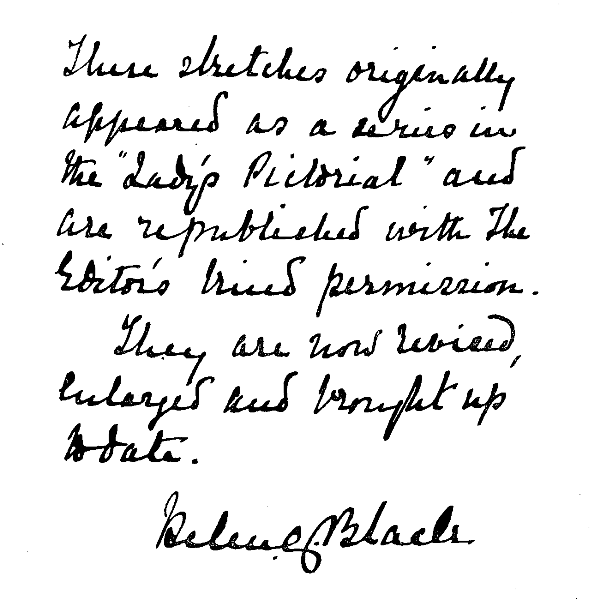 These sketches originally
appeared as a series in
the "Lady's Pictorial" and
are republished with the
Editor's kind permission.
They are now revised,
enlarged and brought up
to date.
Helen C. Black.